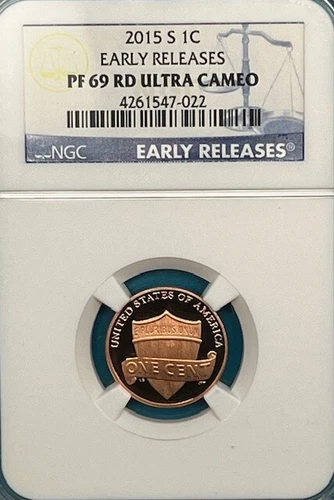 2015 S 1C
EARLY RELEASES
PF 69 RD ULTRA CAMEO
4261547-022
NGC
EARLY RELEASES®
UNITED STATES OF AMERICA
E PLURIBUS UNUM
ONE CENT